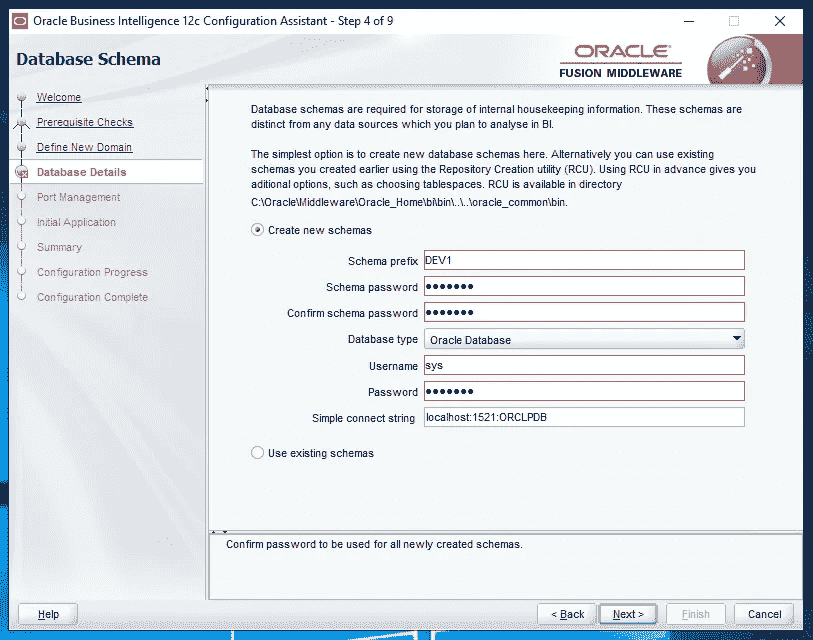 Oracle Business Intelligence 12c Configuration Assistant - Step 4 of 9
Database Schema
ORACLE
FUSION MIDDLEWARE
Welcome
Prerequisite Checks
Define New Domain
Database Details
Port Management
Initial Application
Summary
Configuration Progress
Configuration Complete
Database schemas are required for storage of internal housekeeping information. These schemas are
distinct from any data sources which you plan to analyse in BI.
The simplest option is to create new database schemas here. Alternatively you can use existing
schemas you created earlier using the Repository Creation utility (RCU). Using RCU in advance gives you
aditional options, such as choosing tablespaces. RCU is available in directory
C:\Oracle\Middleware\Oracle_Home\bi\bin\..\..\oracle_common\bin.
Create new schemas
Schema prefix DEV1
Schema password •••••••
Confirm schema password •••••••
Database type Oracle Database
Username sys
Password •••••••
Simple connect string localhost:1521:ORCLPDB
Use existing schemas
Confirm password to be used for all newly created schemas.
Help < Back Next > Finish Cancel